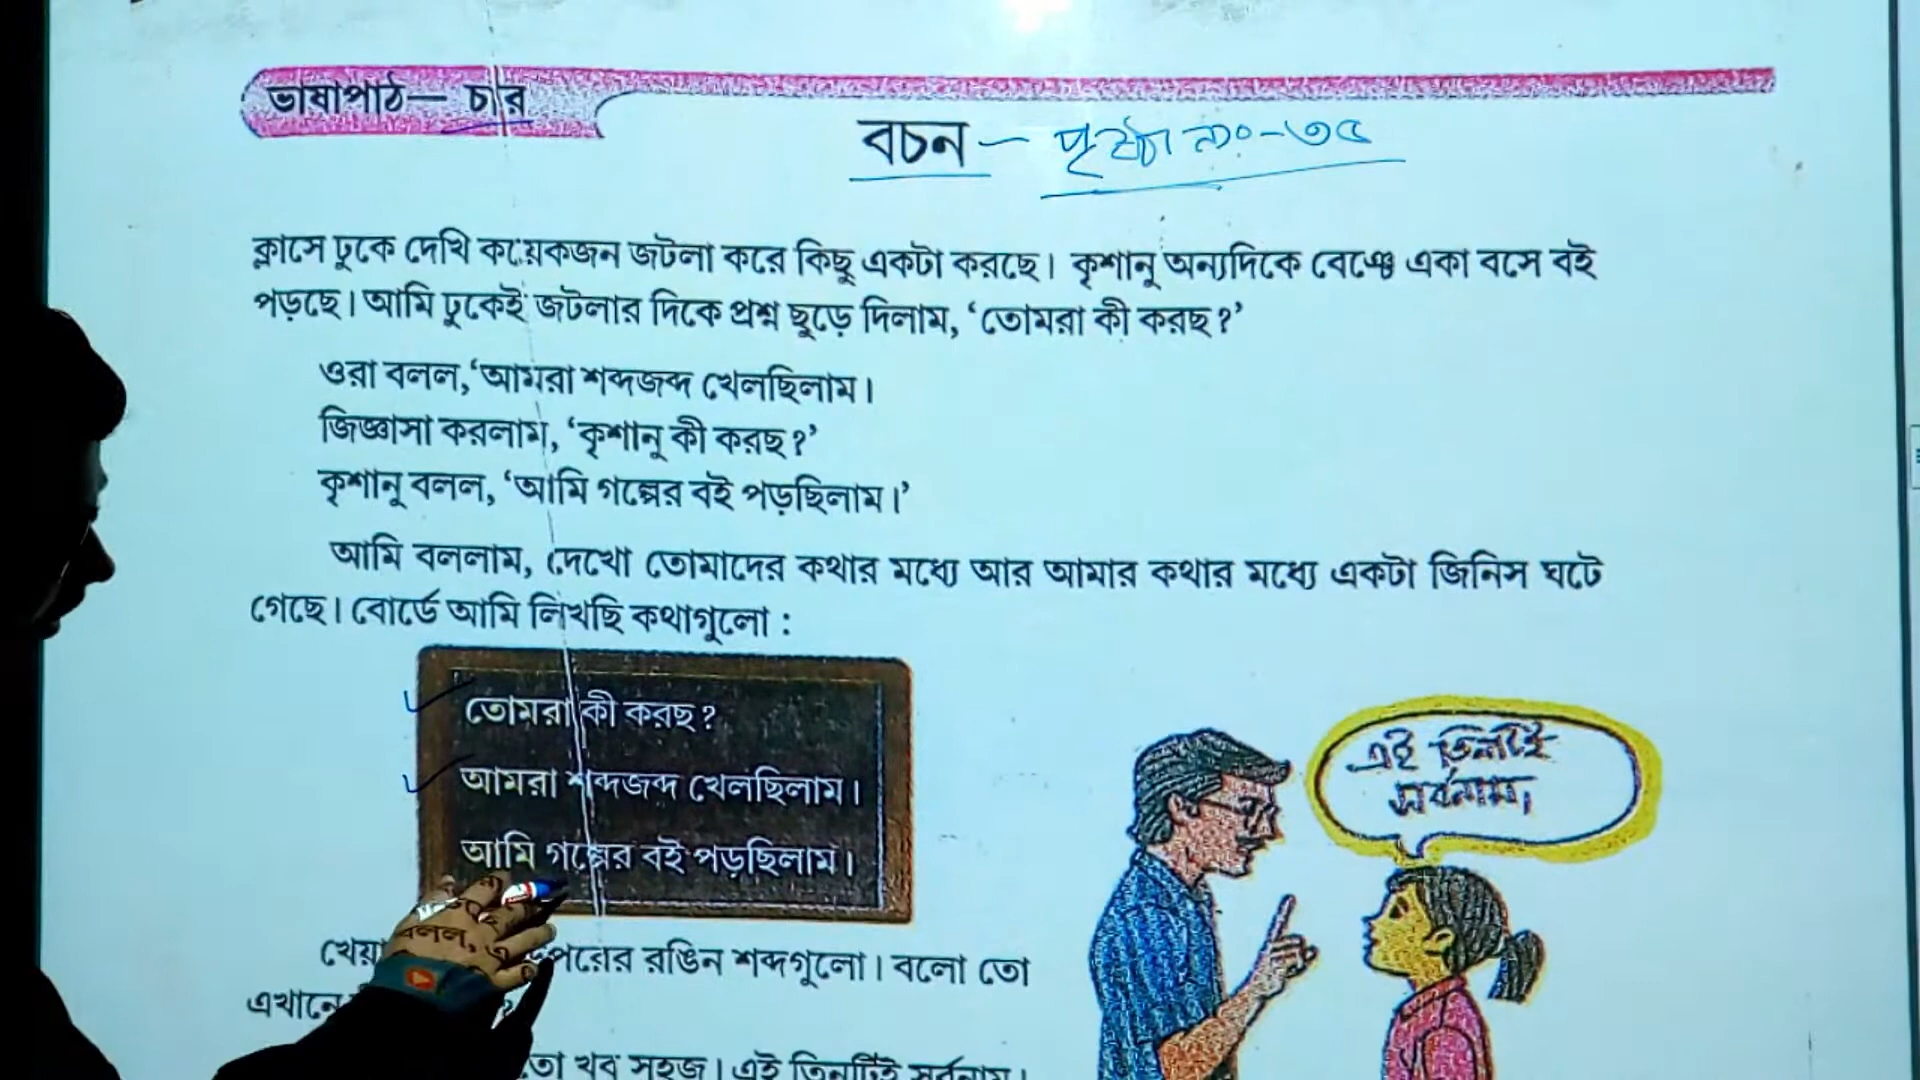 ভাষাপাঠ— চার
বচন – পৃষ্ঠা নং-৩৫
ক্লাসে ঢুকে দেখি কয়েকজন জটলা করে কিছু একটা করছে। কৃশানু অন্যদিকে বেঞ্চে একা বসে বই
পড়ছে। আমি ঢুকেই জটলার দিকে প্রশ্ন ছুড়ে দিলাম, ‘তোমরা কী করছ?’
ওরা বলল, ‘আমরা শব্দজব্দ খেলছিলাম।
জিজ্ঞাসা করলাম, ‘কৃশানু কী করছ?’
কৃশানু বলল, ‘আমি গল্পের বই পড়ছিলাম।’
আমি বললাম, দেখো তোমাদের কথার মধ্যে আর আমার কথার মধ্যে একটা জিনিস ঘটে
গেছে। বোর্ডে আমি লিখছি কথাগুলো :
তোমরা কী করছ?
আমরা শব্দজব্দ খেলছিলাম।
আমি গল্পের বই পড়ছিলাম।
এই তিনটিই
সর্বনাম।
রঙিন শব্দগুলো। বলো তো
এখানে
তো খুব সহজ। এই তিনটিই সর্বনাম।